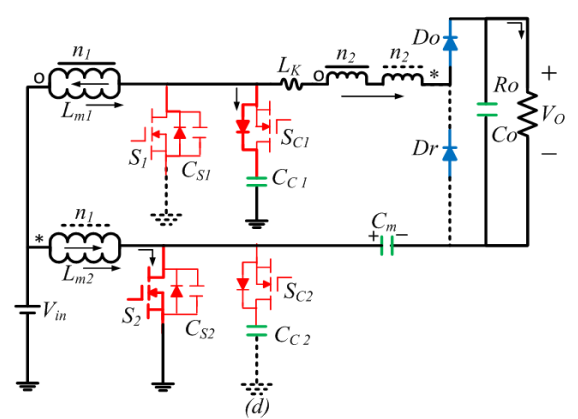 n1
n2
n2
Do
LK
o
o
*
Lm1
S1
CS1
SC1
CC1
Ro
Co
+
VO
−
Dr
n1
*
Lm2
Cm
+
−
Vin
S2
CS2
SC2
CC2
(d)